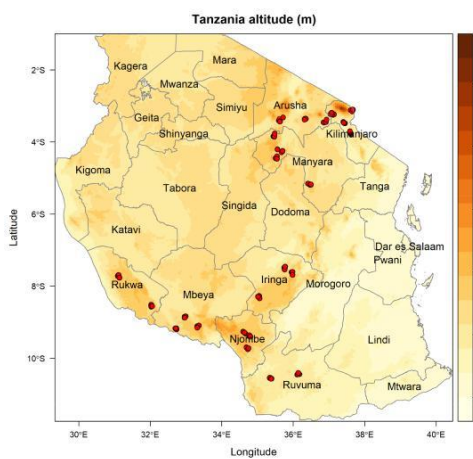 Tanzania altitude (m)
Kagera
Mara
Mwanza
Geita
Simiyu
Arusha
Shinyanga
Kilimanjaro
Kigoma
Manyara
Tabora
Tanga
Singida
Dodoma
Katavi
Dar es Salaam
Pwani
Rukwa
Mbeya
Iringa
Morogoro
Njombe
Lindi
Ruvuma
Mtwara
2°S
4°S
6°S
8°S
10°S
Latitude
30°E 32°E 34°E 36°E 38°E 40°E
Longitude